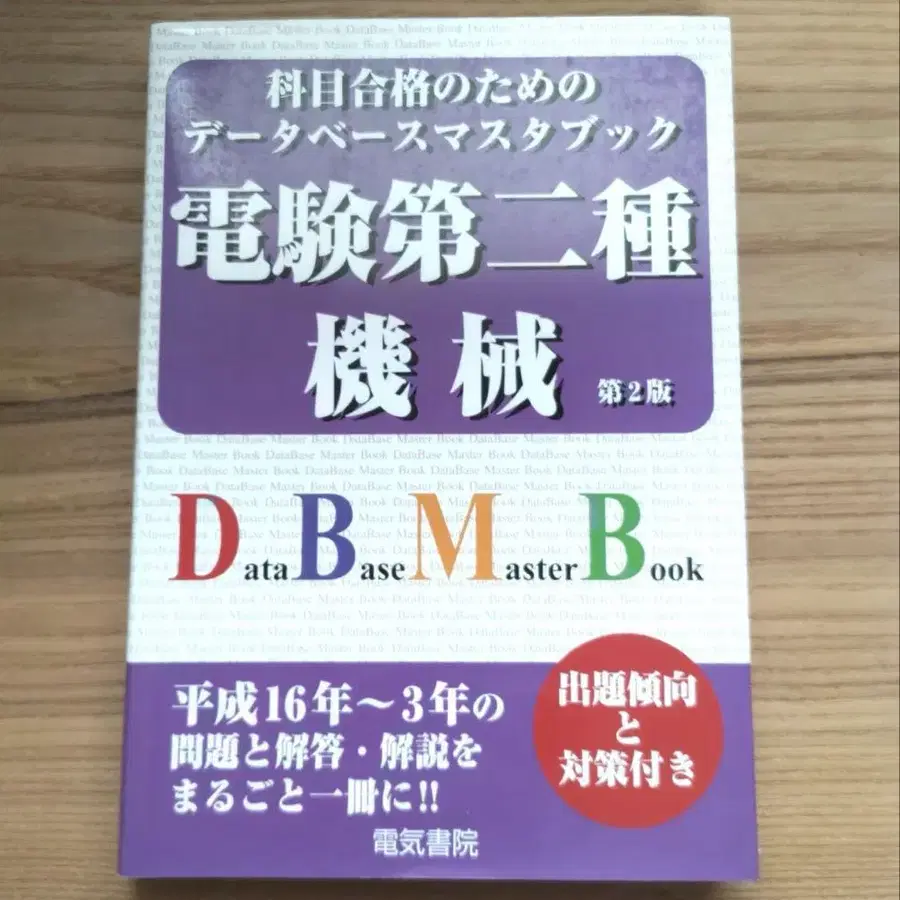 科目合格のための
データベースマスタブック
電験第二種
機械 第2版
DataBaseMasterBook
平成16年～3年の
問題と解答・解説を
まるごと一冊に!!
出題傾向
と
対策付き
電気書院